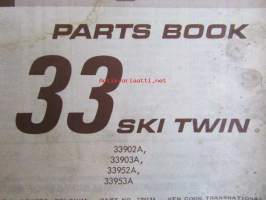 PARTS BOOK
33 SKI TWIN
33902A,
33903A,
33952A,
33953A